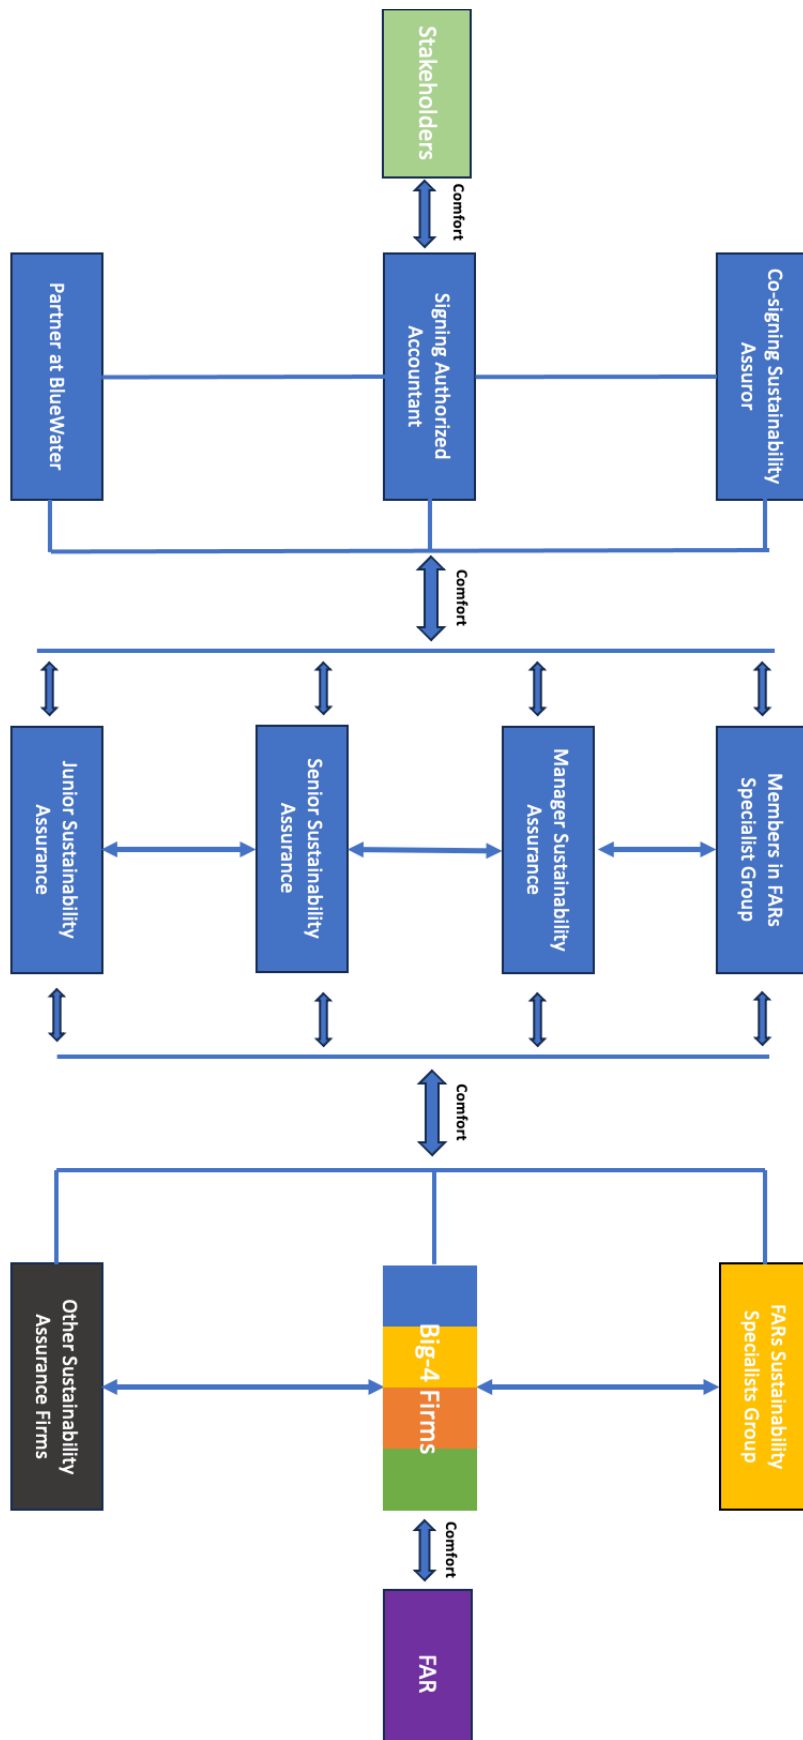 Stakeholders
Comfort
Co-signing Sustainability
Assuror
Signing Authorized
Accountant
Partner at BlueWater
Comfort
Members in FARs
Specialist Group
Manager Sustainability
Assurance
Senior Sustainability
Assurance
Junior Sustainability
Assurance
Comfort
FARs Sustainability
Specialists Group
Big-4 Firms
Other Sustainability
Assurance Firms
Comfort
FAR